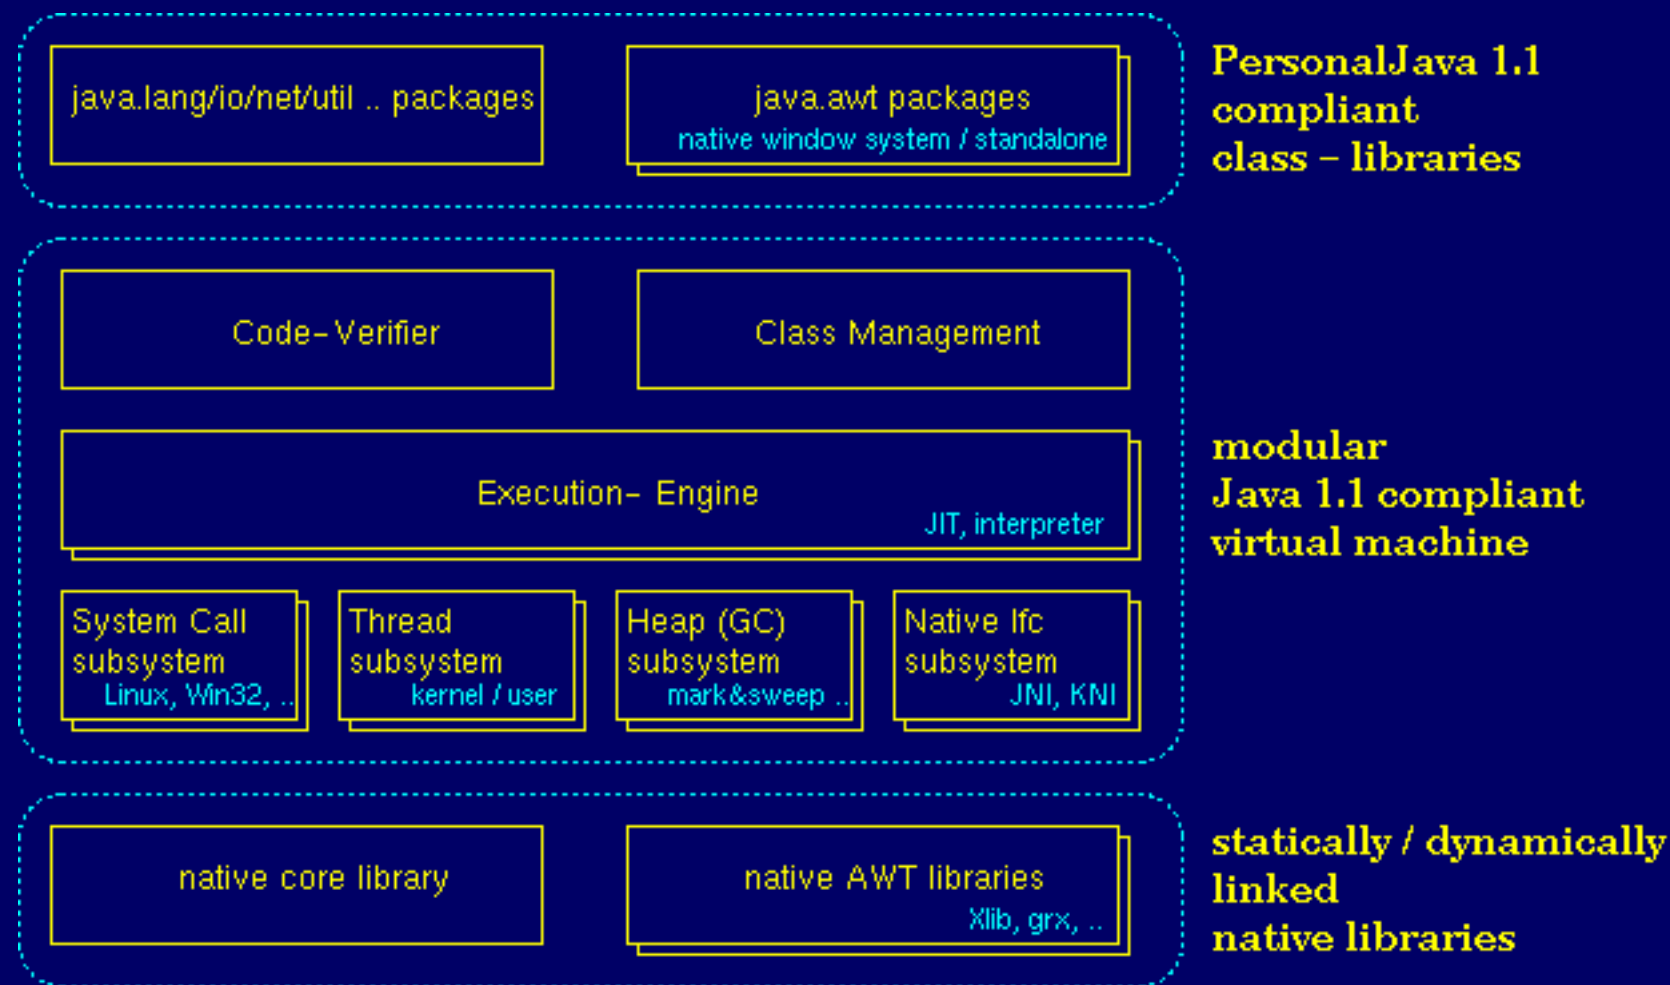 java.lang/io/net/util .. packages
java.awt packages
native window system / standalone
PersonalJava 1.1
compliant
class – libraries
Code–Verifier
Class Management
Execution– Engine
JIT, interpreter
modular
Java 1.1 compliant
virtual machine
System Call
subsystem
Linux, Win32, ..
Thread
subsystem
kernel / user
Heap (GC)
subsystem
mark&sweep ..
Native Ifc
subsystem
JNI, KNI
native core library
native AWT libraries
Xlib, grx, ..
statically / dynamically
linked
native libraries